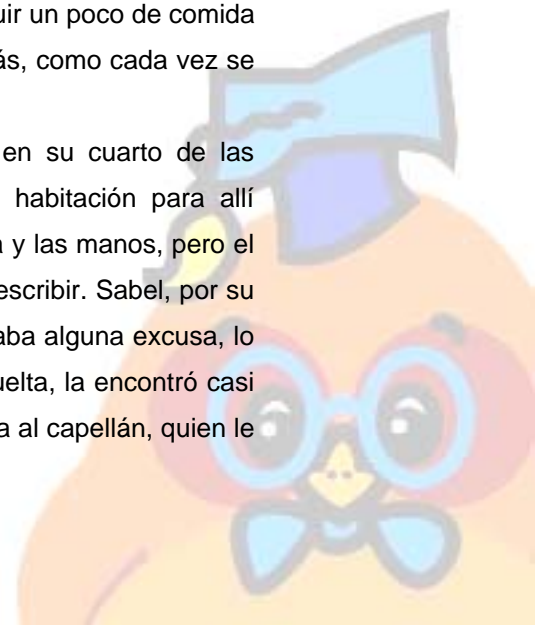 uir un poco de comida
ás, como cada vez se
en su cuarto de las
habitación para allí
a y las manos, pero el
escribir. Sabel, por su
aba alguna excusa, lo
uelta, la encontró casi
a al capellán, quien le